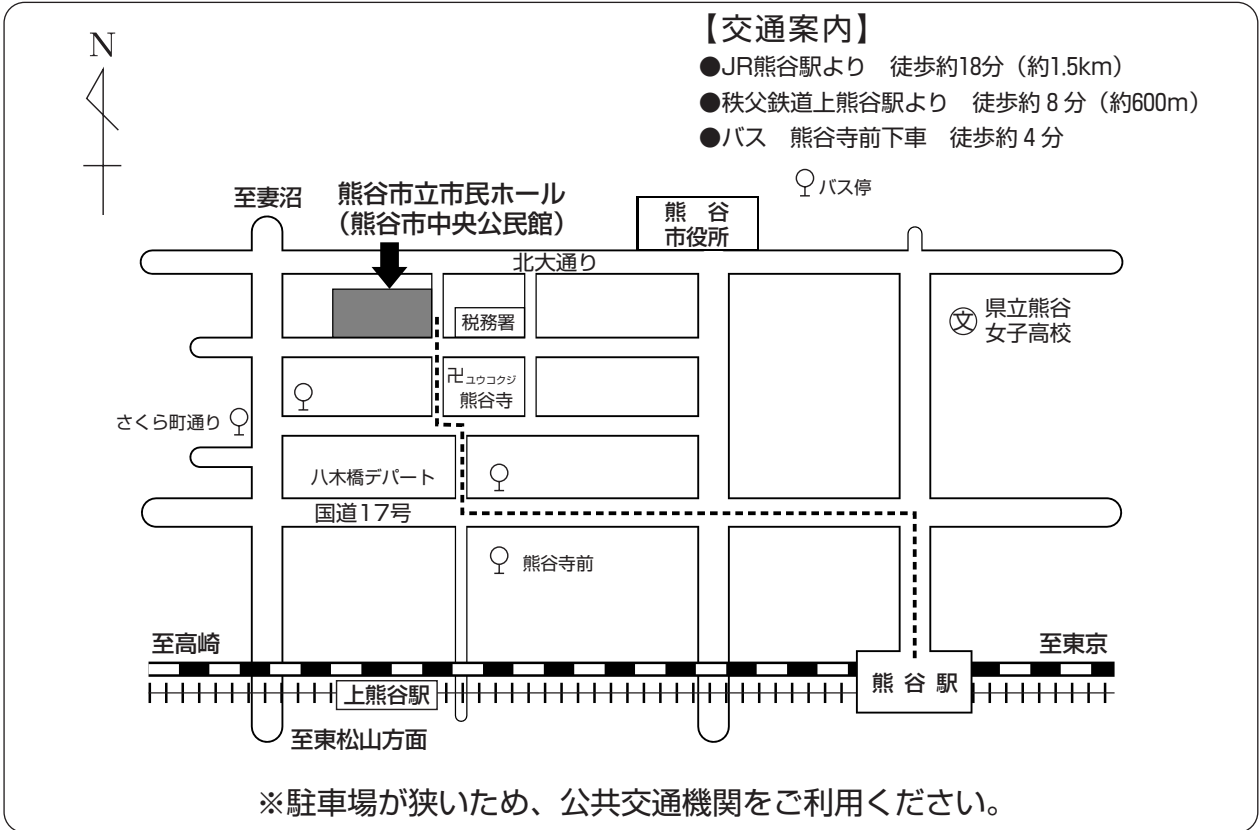 N
【交通案内】
●JR熊谷駅より　徒歩約18分（約1.5km）
●秩父鉄道上熊谷駅より　徒歩約 8 分（約600m）
●バス　熊谷寺前下車　徒歩約 4 分
バス停
至妻沼
熊谷市立市民ホール
（熊谷市中央公民館）
熊　谷
市役所
北大通り
税務署
県立熊谷
女子高校
文
卍ユウコクジ
熊谷寺
さくら町通り
八木橋デパート
国道17号
熊谷寺前
至高崎
至東京
上熊谷駅
熊 谷 駅
至東松山方面
※駐車場が狭いため、公共交通機関をご利用ください。